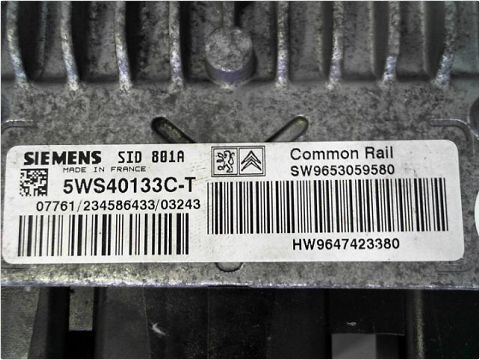 SIEMENS SID 801A
MADE IN FRANCE
5WS40133C-T
07761/234586433/03243
Common Rail
SW9653059580
HW9647423380